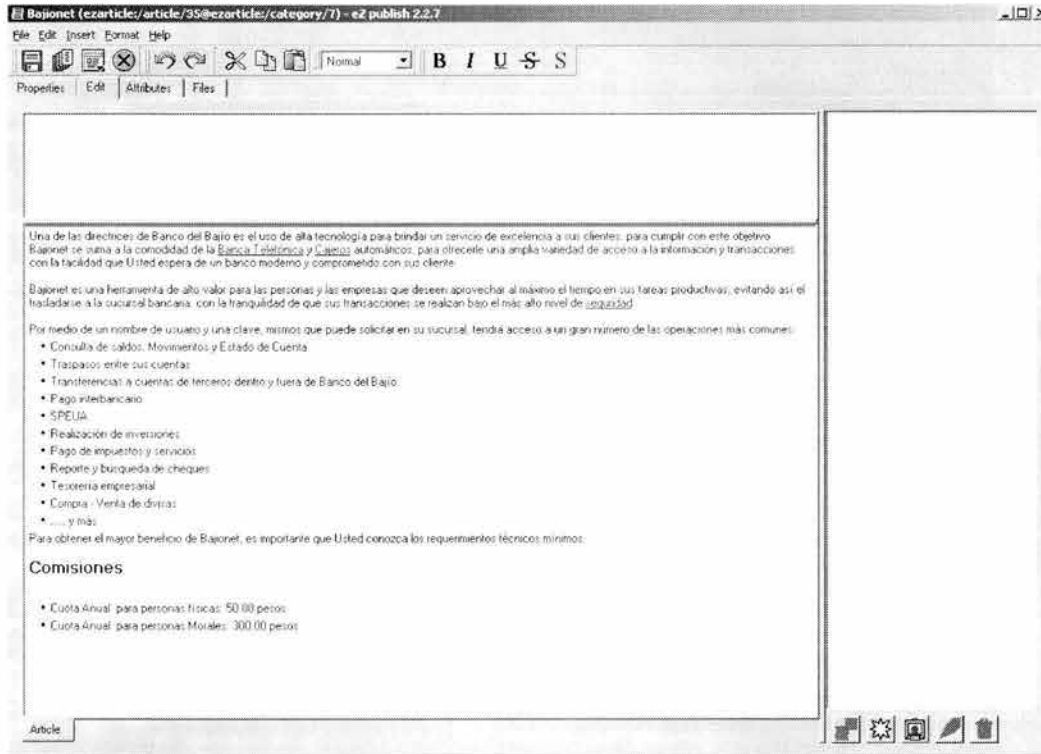 Bajionet (ezarticle:/article/35@ezarticle:/category/7) - ez publish 2.2.7
File Edit Insert Format Help
Normal B I U S S
Properties Edit Attributes Files
Una de las directrices de Banco del Bajío es el uso de alta tecnología para brindar un servicio de excelencia a sus clientes, para cumplir con este objetivo
Bajionet se suma a la comodidad de la Banca Telefónica y Cajeros automáticos, para ofrecerle una amplia variedad de acceso a la información y transacciones
con la facilidad que Usted espera de un banco moderno y comprometido con sus cliente
Bajionet es una herramienta de alto valor para las personas y las empresas que deseen aprovechar al máximo el tiempo en sus tareas productivas, evitando así el
trasladarse a la sucursal bancaria, con la tranquilidad de que sus transacciones se realizan bajo el más alto nivel de seguridad.
Por medio de un nombre de usuario y una clave, mismos que puede solicitar en su sucursal, tendrá acceso a un gran número de las operaciones más comunes:
• Consulta de saldos, Movimientos y Estado de Cuenta
• Traspasos entre sus cuentas
• Transferencias a cuentas de terceros dentro y fuera de Banco del Bajío
• Pago interbancario
• SPEUA
• Realización de inversiones
• Pago de impuestos y servicios
• Reporte y búsqueda de cheques
• Tesorería empresarial
• Compra - Venta de divisas
• ..... y más
Para obtener el mayor beneficio de Bajionet, es importante que Usted conozca los requerimientos técnicos mínimos.
Comisiones
• Cuota Anual para personas físicas: 50.00 pesos
• Cuota Anual para personas Morales: 300.00 pesos
Article